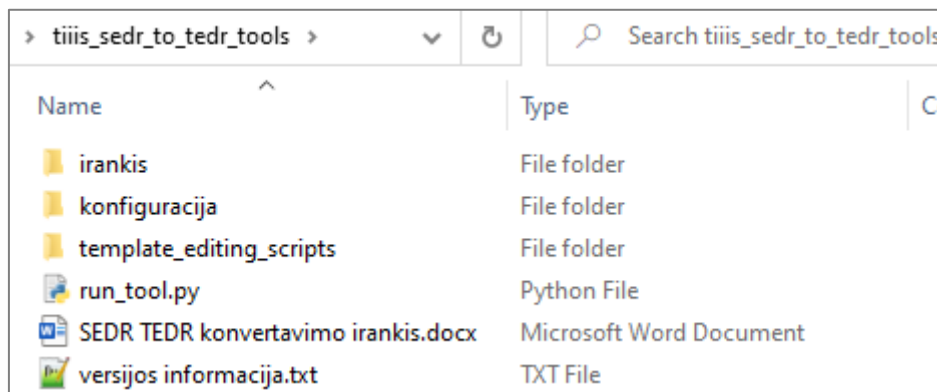 tiiis_sedr_to_tedr_tools
Search tiiis_sedr_to_tedr_tools
Name Type
irankis File folder
konfiguracija File folder
template_editing_scripts File folder
run_tool.py Python File
SEDR TEDR konvertavimo irankis.docx Microsoft Word Document
versijos informacija.txt TXT File